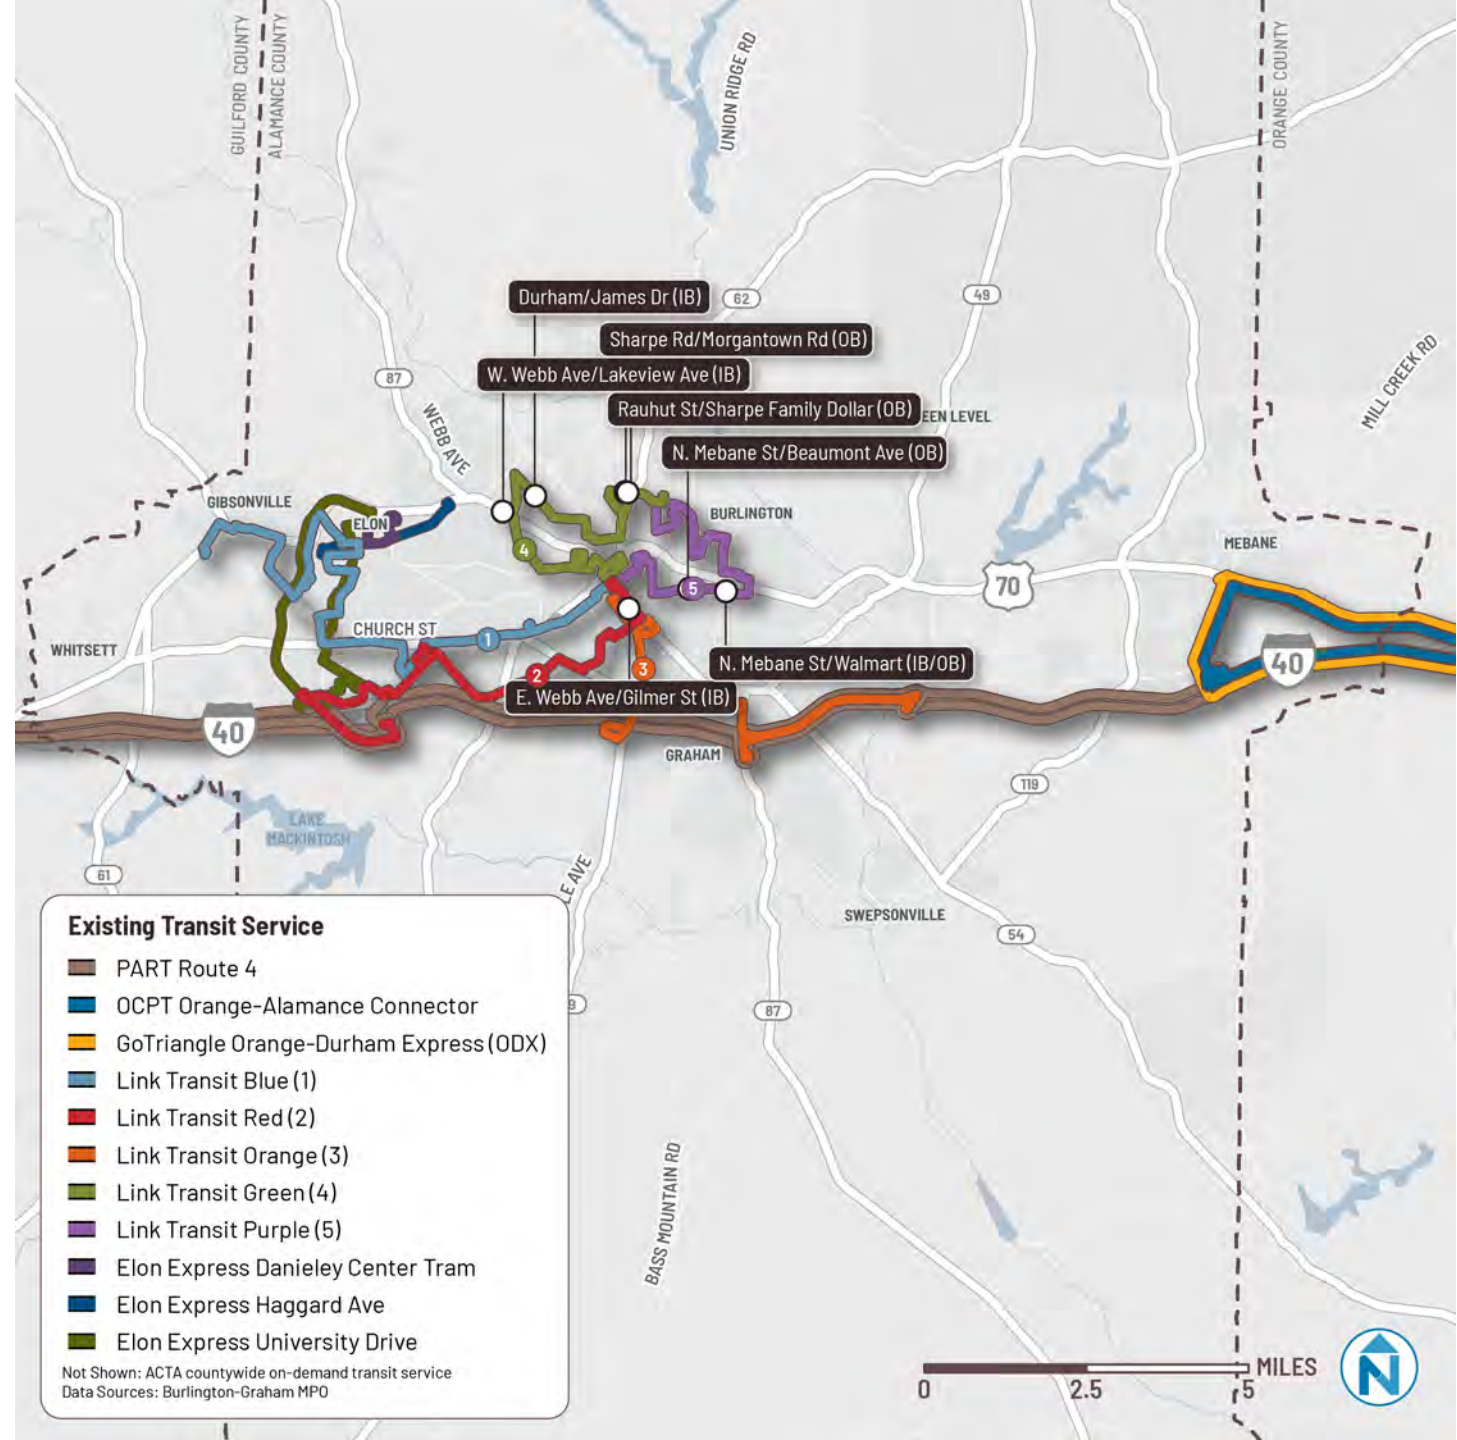 GUILFORD COUNTY
ALAMANCE COUNTY
UNION RIDGE RD
ORANGE COUNTY
Durham/James Dr (IB)
62
49
Sharpe Rd/Morgantown Rd (OB)
MILL CREEK RD
W. Webb Ave/Lakeview Ave (IB)
87
Rauhut St/Sharpe Family Dollar (OB)
EEN LEVEL
WEBB AVE
N. Mebane St/Beaumont Ave (OB)
GIBSONVILLE
ELON
BURLINGTON
MEBANE
4
5
70
CHURCH ST
1
WHITSETT
2
3
N. Mebane St/Walmart (IB/OB)
40
E. Webb Ave/Gilmer St (IB)
40
GRAHAM
119
LAKE
MACKINTOSH
61
LE AVE
SWEPSONVILLE
54
9
87
BASS MOUNTAIN RD
Existing Transit Service
PART Route 4
OCPT Orange-Alamance Connector
GoTriangle Orange-Durham Express (ODX)
Link Transit Blue (1)
Link Transit Red (2)
Link Transit Orange (3)
Link Transit Green (4)
Link Transit Purple (5)
Elon Express Danieley Center Tram
Elon Express Haggard Ave
Elon Express University Drive
Not Shown: ACTA countywide on-demand transit service
Data Sources: Burlington-Graham MPO
MILES
0 2.5 5
N